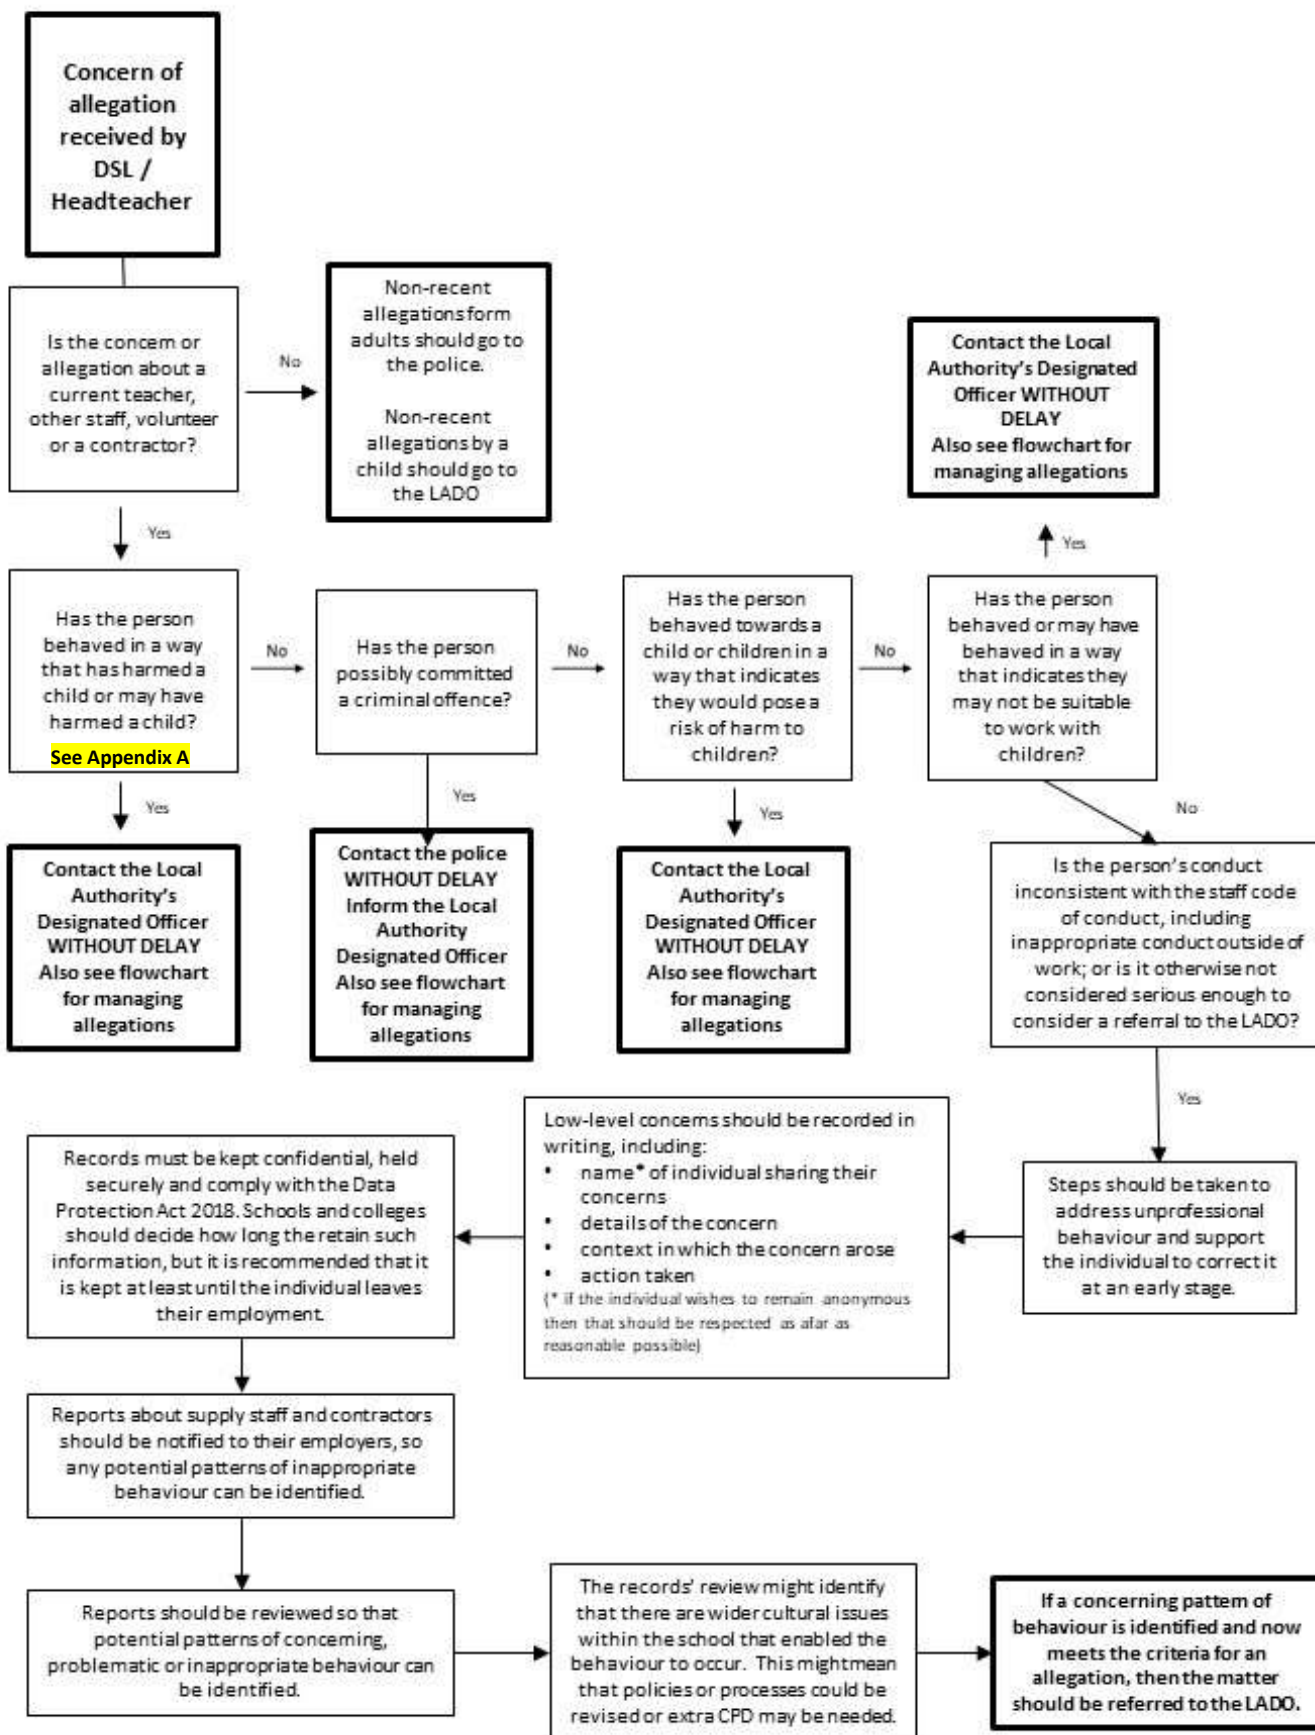 Concern of
allegation
received by
DSL /
Headteacher
Is the concern or
allegation about a
current teacher,
other staff, volunteer
or a contractor?
No
Non-recent
allegations form
adults should go to
the police.
Non-recent
allegations by a
child should go to
the LADO
Contact the Local
Authority's Designated
Officer WITHOUT
DELAY
Also see flowchart for
managing allegations
Yes
Yes
Has the person
behaved in a way
that has harmed a
child or may have
harmed a child?
See Appendix A
No
Has the person
possibly committed
a criminal offence?
No
Has the person
behaved towards a
child or children in a
way that indicates
they would pose a
risk of harm to
children?
No
Has the person
behaved or may have
behaved in a way
that indicates they
may not be suitable
to work with
children?
Yes
Yes
Yes
No
Contact the Local
Authority's
Designated Officer
WITHOUT DELAY
Also see flowchart
for managing
allegations
Contact the police
WITHOUT DELAY
Inform the Local
Authority
Designated Officer
Also see flowchart
for managing
allegations
Contact the Local
Authority's
Designated Officer
WITHOUT DELAY
Also see flowchart
for managing
allegations
Is the person's conduct
inconsistent with the staff code
of conduct, including
inappropriate conduct outside of
work; or is it otherwise not
considered serious enough to
consider a referral to the LADO?
Yes
Steps should be taken to
address unprofessional
behaviour and support
the individual to correct it
at an early stage.
Low-level concerns should be recorded in
writing, including:
• name* of individual sharing their
concerns
• details of the concern
• context in which the concern arose
• action taken
(* if the individual wishes to remain anonymous
then that should be respected as afar as
reasonable possible)
Records must be kept confidential, held
securely and comply with the Data
Protection Act 2018. Schools and colleges
should decide how long the retain such
information, but it is recommended that it
is kept at least until the individual leaves
their employment.
Reports about supply staff and contractors
should be notified to their employers, so
any potential patterns of inappropriate
behaviour can be identified.
Reports should be reviewed so that
potential patterns of concerning,
problematic or inappropriate behaviour can
be identified.
The records' review might identify
that there are wider cultural issues
within the school that enabled the
behaviour to occur. This might mean
that policies or processes could be
revised or extra CPD may be needed.
If a concerning pattern of
behaviour is identified and now
meets the criteria for an
allegation, then the matter
should be referred to the LADO.